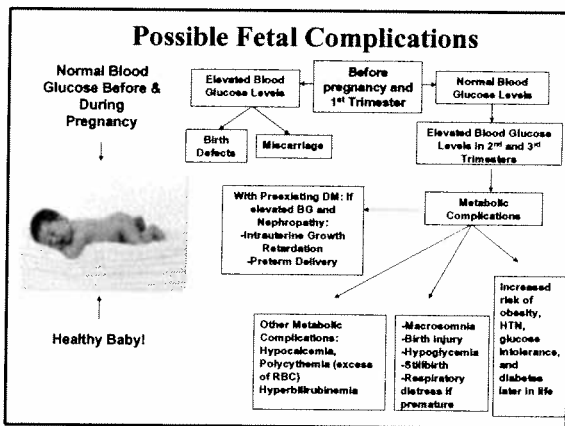 Possible Fetal Complications
Normal Blood
Glucose Before &
During
Pregnancy
Healthy Baby!
Before
pregnancy and
1st Trimester
Elevated Blood
Glucose Levels
Birth
Defects
Miscarriage
Normal Blood
Glucose Levels
Elevated Blood Glucose
Levels in 2nd and 3rd
Trimesters
Metabolic
Complications
With Preexisting DM: If
elevated BG and
Nephropathy:
-Intrauterine Growth
Retardation
-Preterm Delivery
Other Metabolic
Complications:
Hypocalcemia,
Polycythemia (excess
of RBC)
Hyperbilirubinemia
-Macrosomnia
-Birth injury
-Hypoglycemia
-Stillbirth
-Respiratory
distress if
premature
Increased
risk of
obesity,
HTN,
glucose
intolerance,
and
diabetes
later in life